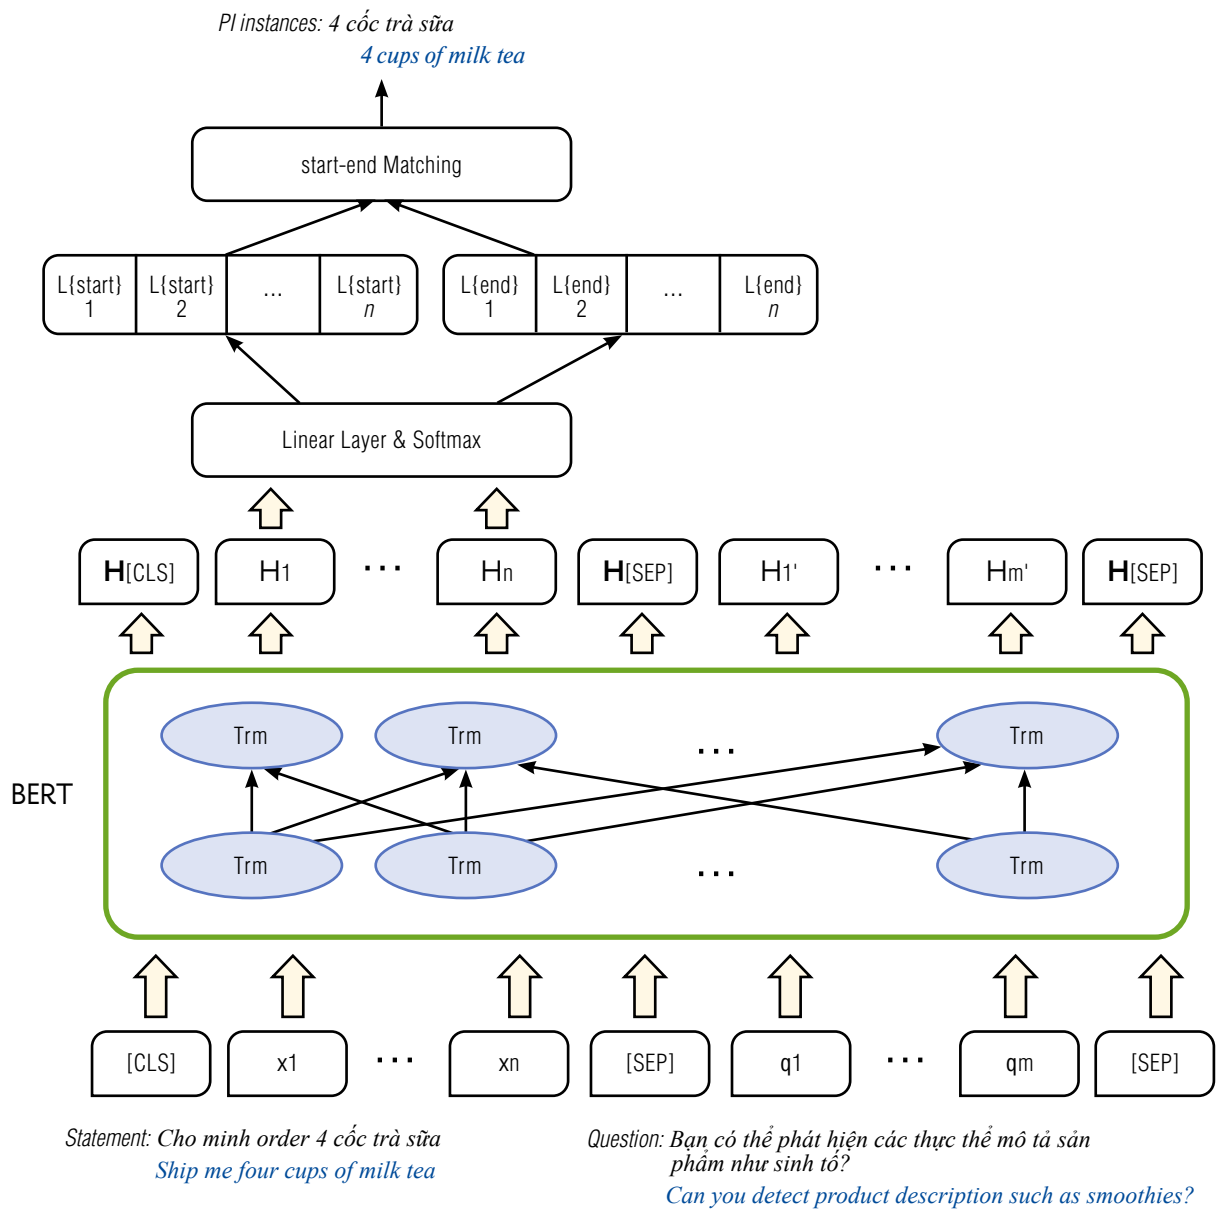 PI instances: 4 cốc trà sữa
4 cups of milk tea
start-end Matching
L{start} 1 L{start} 2 ... L{start} n L{end} 1 L{end} 2 ... L{end} n
Linear Layer & Softmax
H[CLS] H1 ... Hn H[SEP] H1' ... Hm' H[SEP]
Trm Trm ... Trm
BERT
Trm Trm ... Trm
[CLS] x1 ... xn [SEP] q1 ... qm [SEP]
Statement: Cho minh order 4 cốc trà sữa
Ship me four cups of milk tea
Question: Bạn có thể phát hiện các thực thể mô tả sản
phẩm như sinh tố?
Can you detect product description such as smoothies?